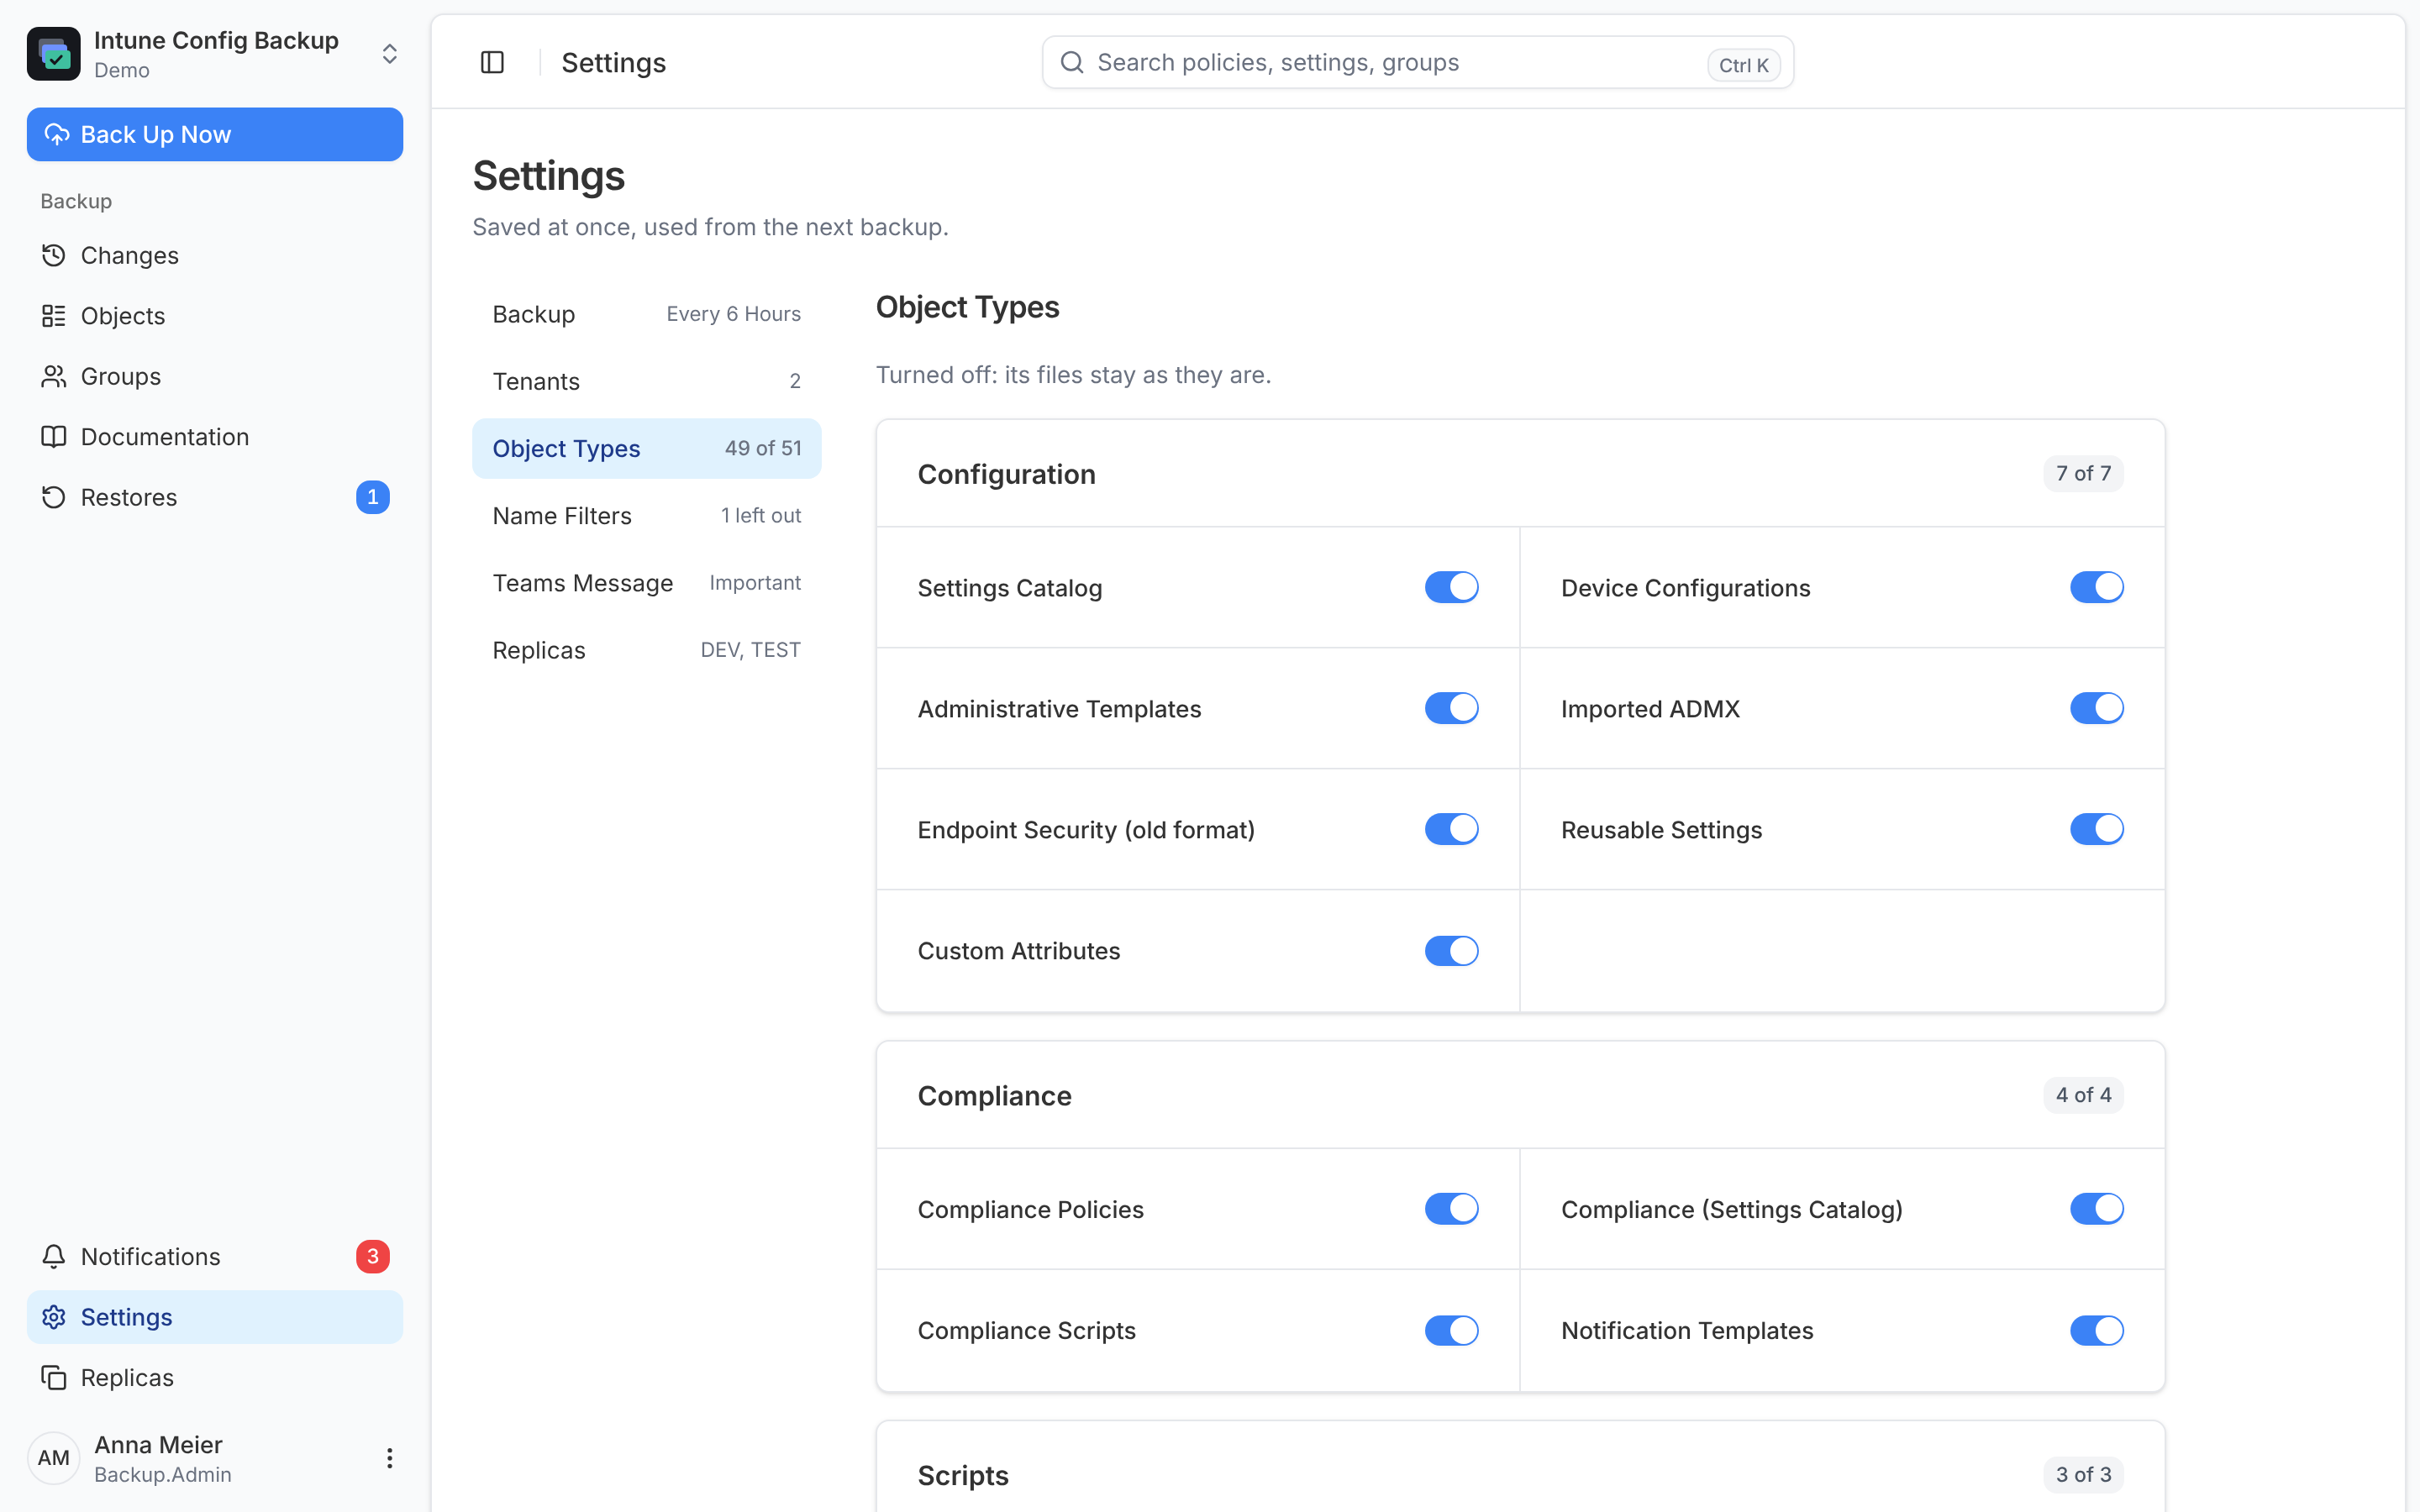 Intune Config Backup
Demo
Back Up Now
Backup
Changes
Objects
Groups
Documentation
Restores 1
Notifications 3
Settings
Replicas
AM
Anna Meier
Backup.Admin
Settings
Search policies, settings, groups
Ctrl K
Settings
Saved at once, used from the next backup.
Backup Every 6 Hours
Tenants 2
Object Types 49 of 51
Name Filters 1 left out
Teams Message Important
Replicas DEV, TEST
Object Types
Turned off: its files stay as they are.
Configuration 7 of 7
Settings Catalog
Device Configurations
Administrative Templates
Imported ADMX
Endpoint Security (old format)
Reusable Settings
Custom Attributes
Compliance 4 of 4
Compliance Policies
Compliance (Settings Catalog)
Compliance Scripts
Notification Templates
Scripts 3 of 3